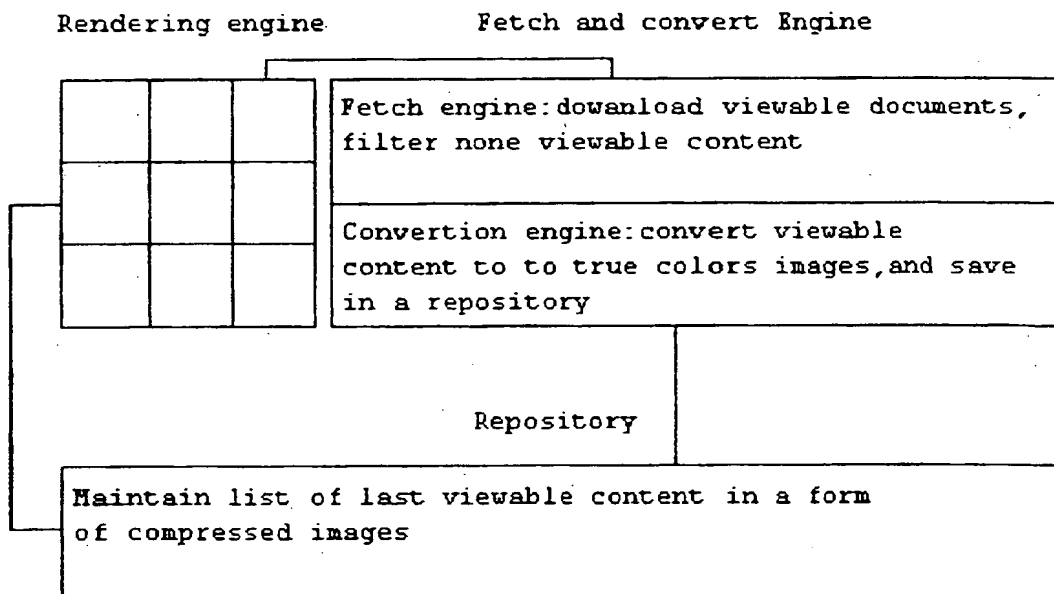 Rendering engine
Fetch and convert Engine
Fetch engine:dowanload viewable documents,
filter none viewable content
Convertion engine:convert viewable
content to to true colors images,and save
in a repository
Repository
Maintain list of last viewable content in a form
of compressed images